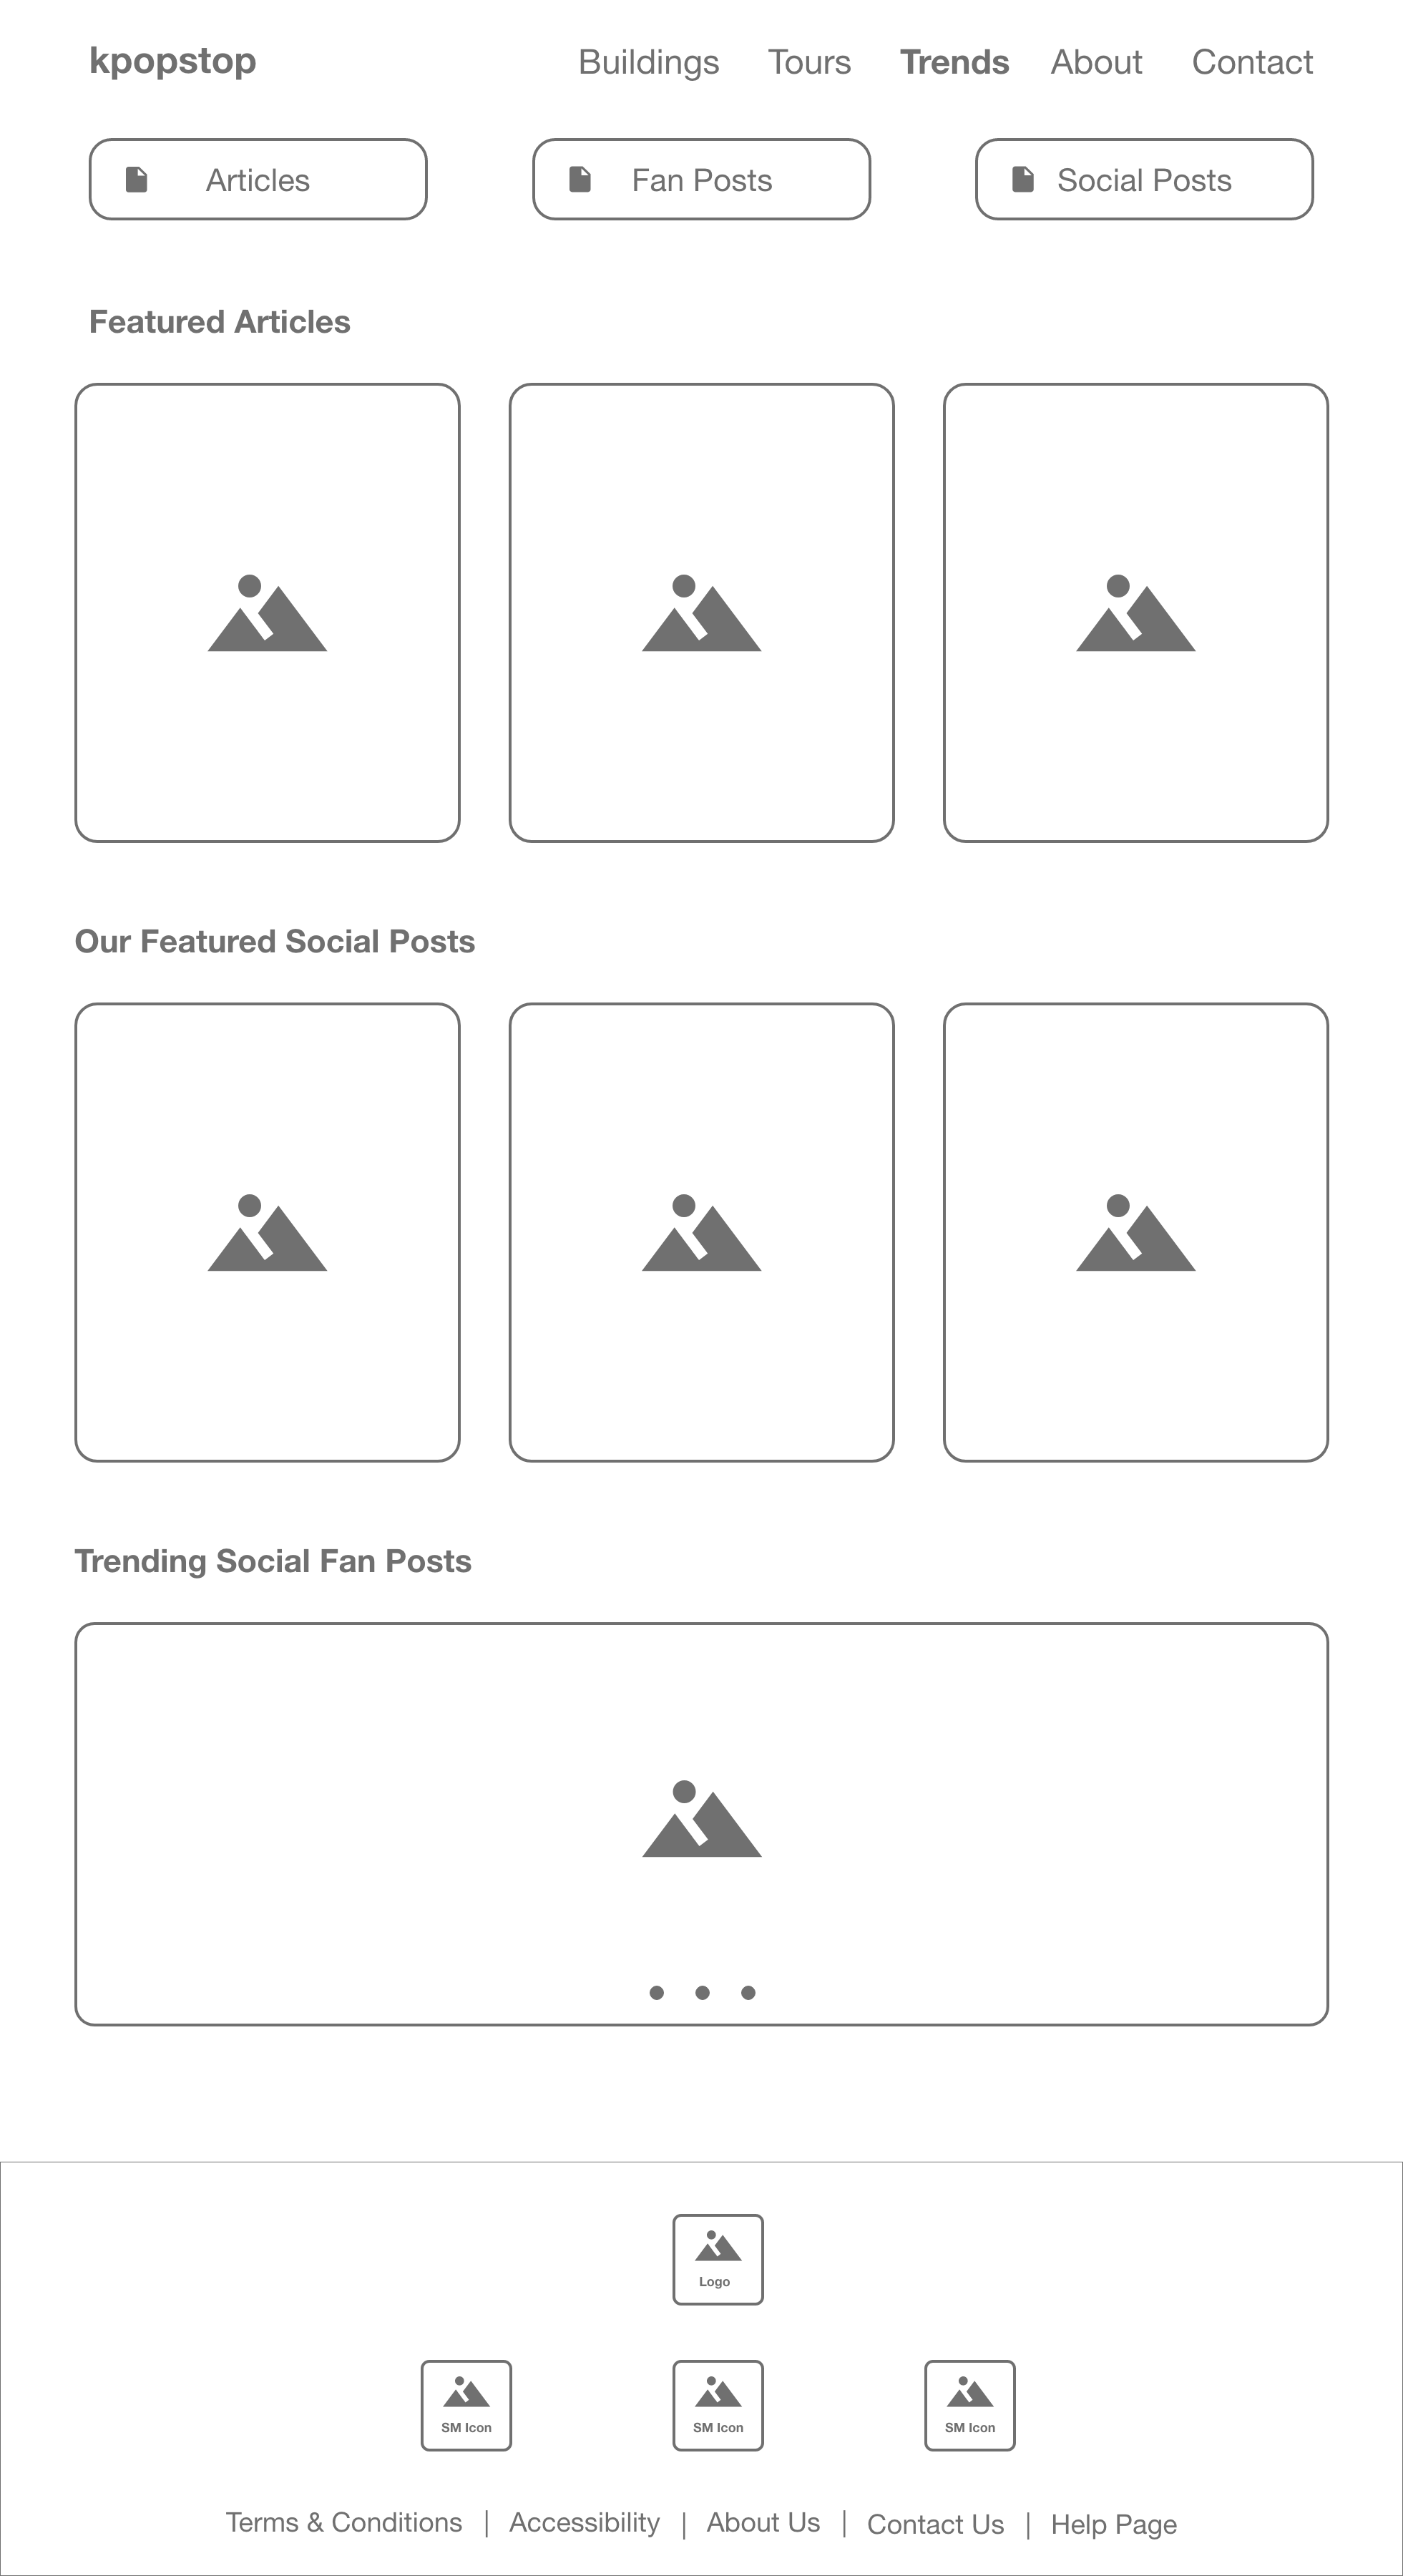 kpopstop Buildings Tours Trends About Contact
Articles Fan Posts Social Posts
Featured Articles
Our Featured Social Posts
Trending Social Fan Posts
Logo
SM Icon SM Icon SM Icon
Terms & Conditions | Accessibility | About Us | Contact Us | Help Page